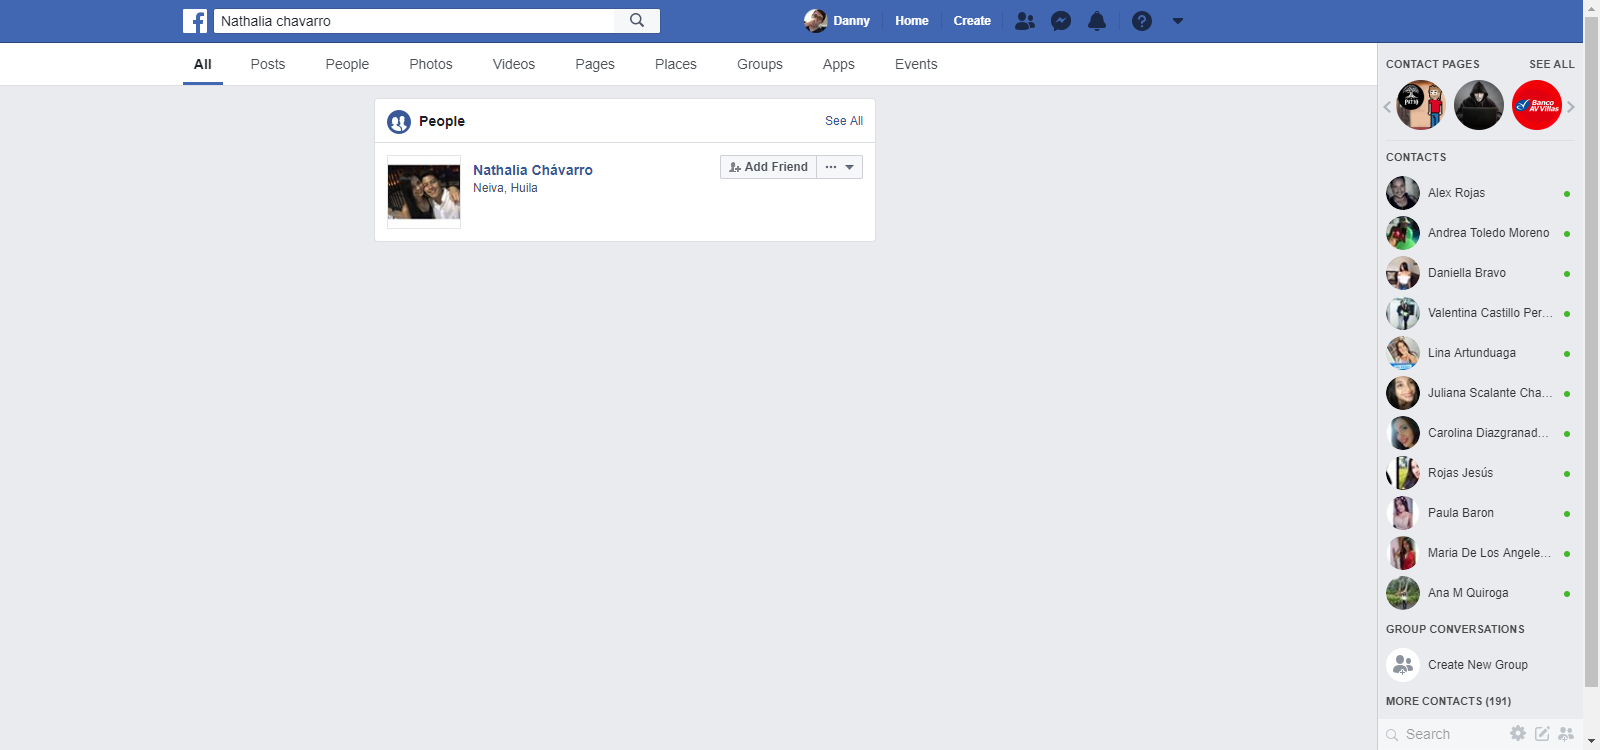 Nathalia chavarro
Danny
Home
Create
All
Posts
People
Photos
Videos
Pages
Places
Groups
Apps
Events
People
See All
Nathalia Chávarro
Neiva, Huila
Add Friend
CONTACT PAGES
SEE ALL
Banco
AV Villas
CONTACTS
Alex Rojas
Andrea Toledo Moreno
Daniella Bravo
Valentina Castillo Per...
Lina Artunduaga
Juliana Scalante Cha...
Carolina Diazgranad...
Rojas Jesús
Paula Baron
Maria De Los Angele...
Ana M Quiroga
GROUP CONVERSATIONS
Create New Group
MORE CONTACTS (191)
Search